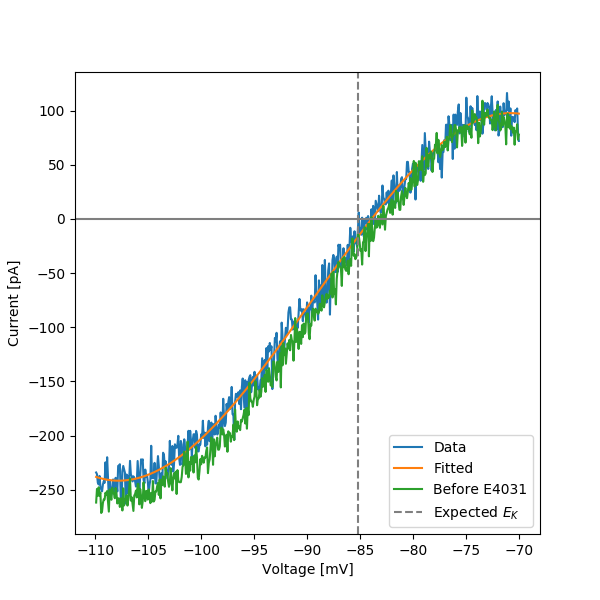 100
50
0
−50
−100
−150
−200
−250
Current [pA]
Data
Fitted
Before E4031
Expected E_K
−110 −105 −100 −95 −90 −85 −80 −75 −70
Voltage [mV]